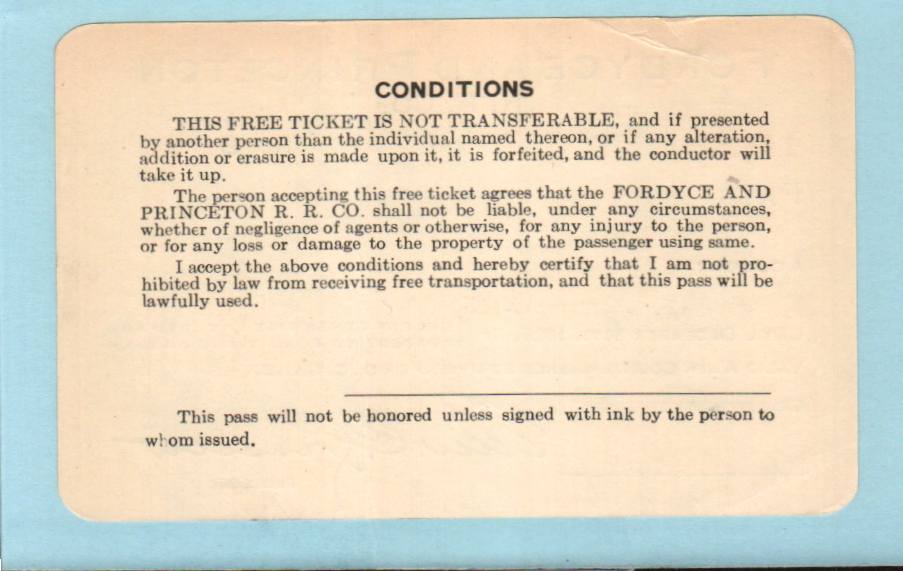 CONDITIONS
THIS FREE TICKET IS NOT TRANSFERABLE, and if presented
by another person than the individual named thereon, or if any alteration,
addition or erasure is made upon it, it is forfeited, and the conductor will
take it up.
The person accepting this free ticket agrees that the FORDYCE AND
PRINCETON R. R. CO. shall not be liable, under any circumstances,
whether of negligence of agents or otherwise, for any injury to the person,
or for any loss or damage to the property of the passenger using same.
I accept the above conditions and hereby certify that I am not pro-
hibited by law from receiving free transportation, and that this pass will be
lawfully used.
This pass will not be honored unless signed with ink by the person to
whom issued.